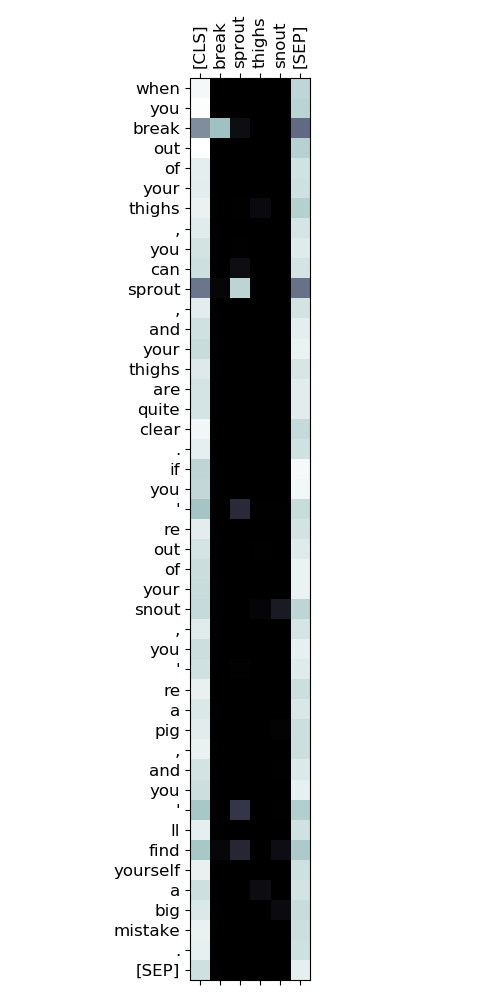 [CLS] break sprout thighs snout [SEP]
when
you
break
out
of
your
thighs
,
you
can
sprout
,
and
your
thighs
are
quite
clear
.
if
you
'
re
out
of
your
snout
,
you
'
re
a
pig
,
and
you
'
ll
find
yourself
a
big
mistake
.
[SEP]